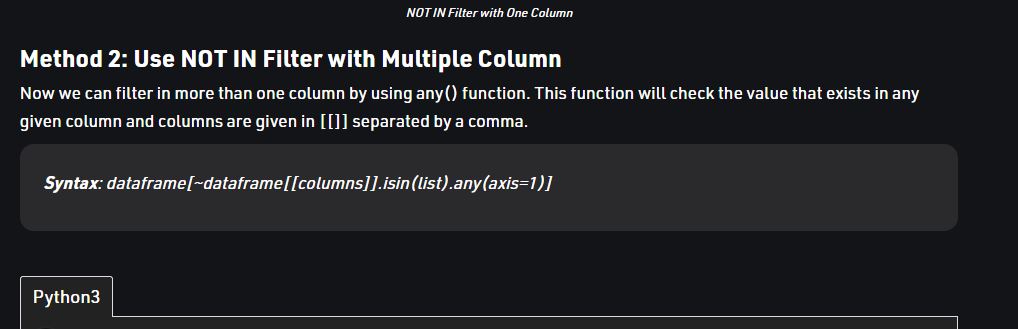 NOT IN Filter with One Column
Method 2: Use NOT IN Filter with Multiple Column
Now we can filter in more than one column by using any() function. This function will check the value that exists in any
given column and columns are given in [[]] separated by a comma.
Syntax: dataframe[~dataframe[[columns]].isin(list).any(axis=1)]
Python3